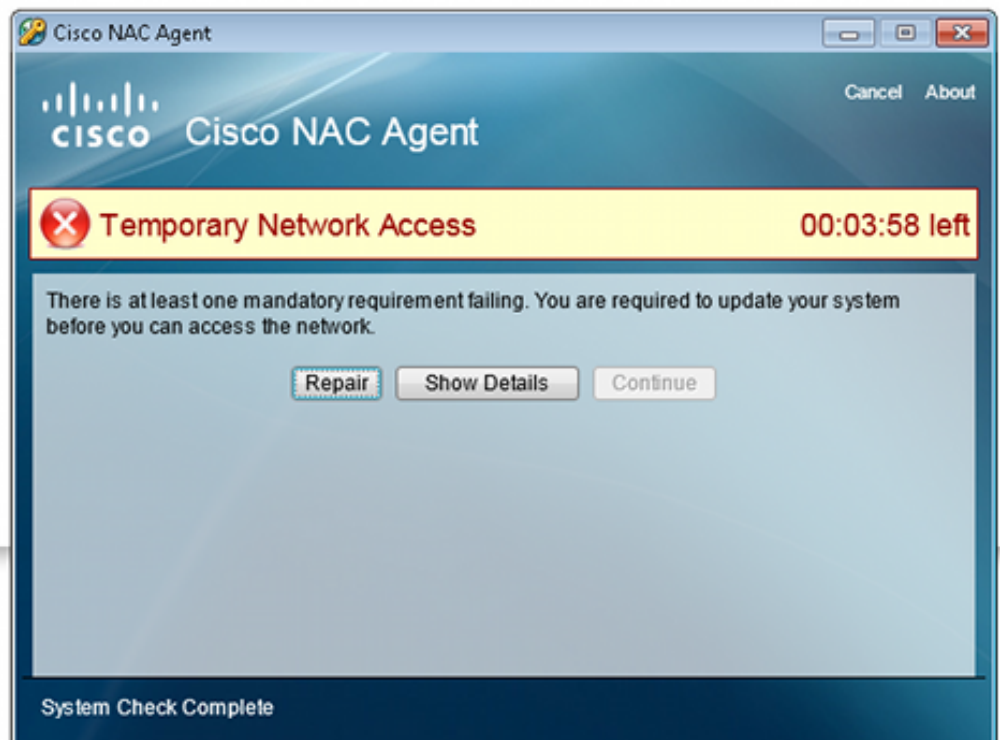 Cisco NAC Agent
Cancel About
CISCO Cisco NAC Agent
Temporary Network Access 00:03:58 left
There is at least one mandatory requirement failing. You are required to update your system
before you can access the network.
Repair Show Details Continue
System Check Complete